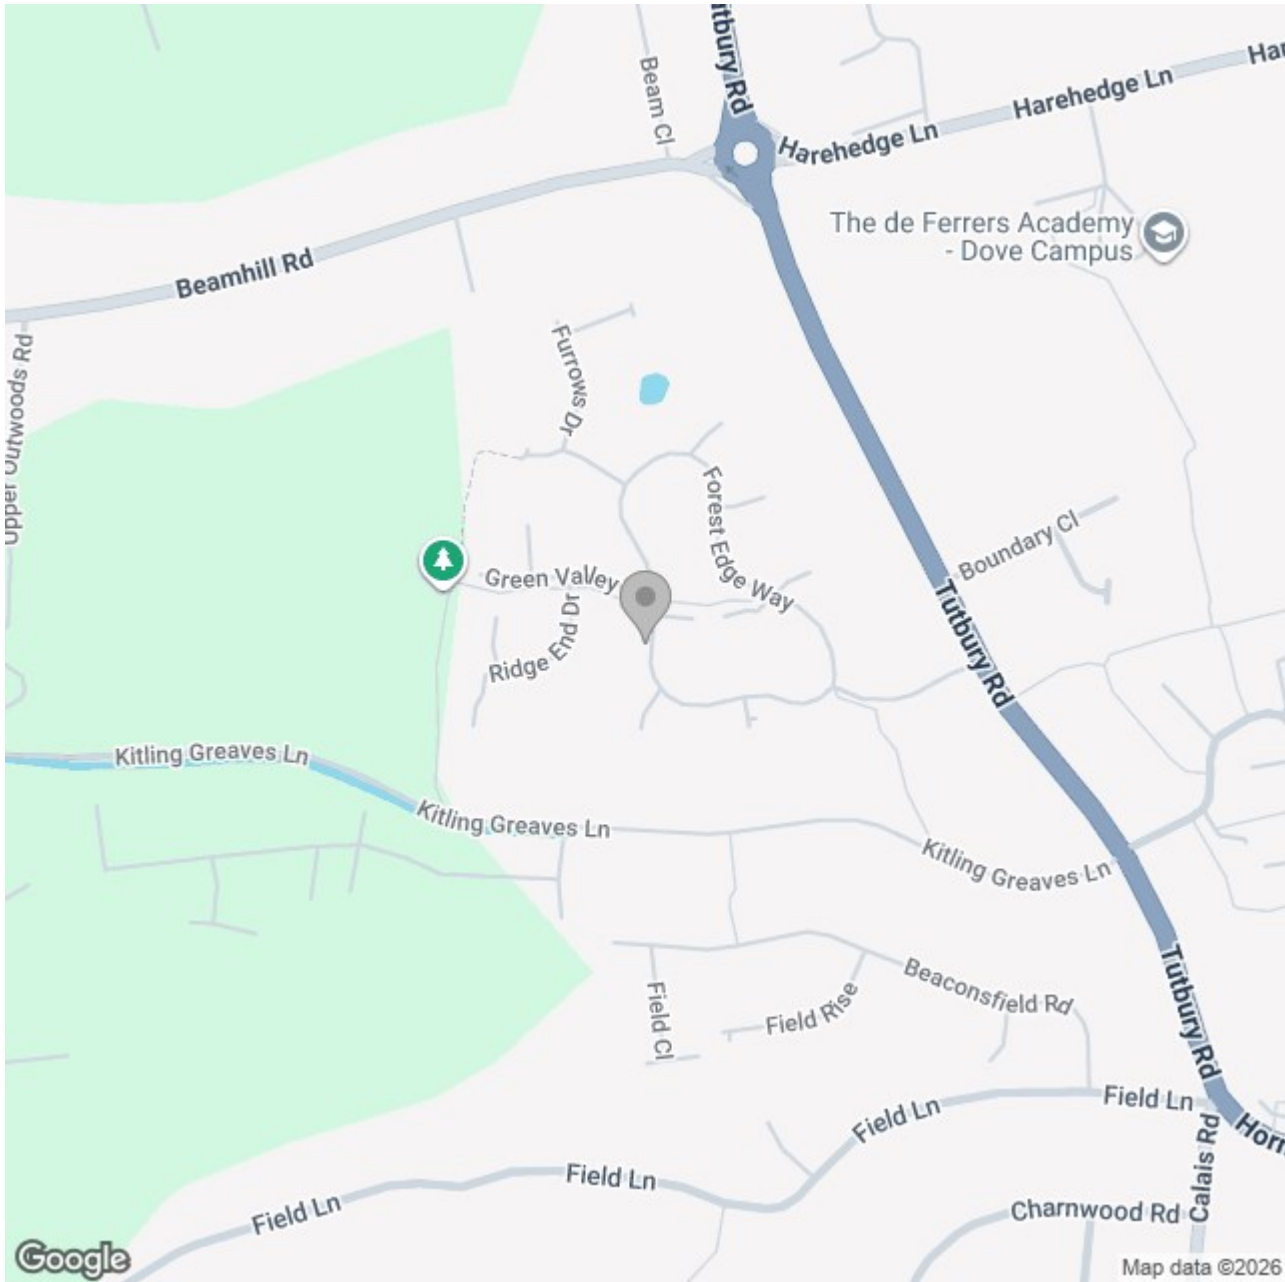 itbury Rd
Beam Cl
Har
Harehedge Ln
Harehedge Ln
The de Ferrers Academy
- Dove Campus
Beamhill Rd
Upper Outwoods Rd
Furrows Dr
Forest Edge Way
Boundary Cl
Green Valley
Ridge End Dr
Tutbury Rd
Kitling Greaves Ln
Kitling Greaves Ln
Kitling Greaves Ln
Beaconsfield Rd
Field Cl
Field Rise
Tutbury Rd
Field Ln
Field Ln
Field Ln
Field Ln
Horn
Calais Rd
Charnwood Rd
Google
Map data ©2026